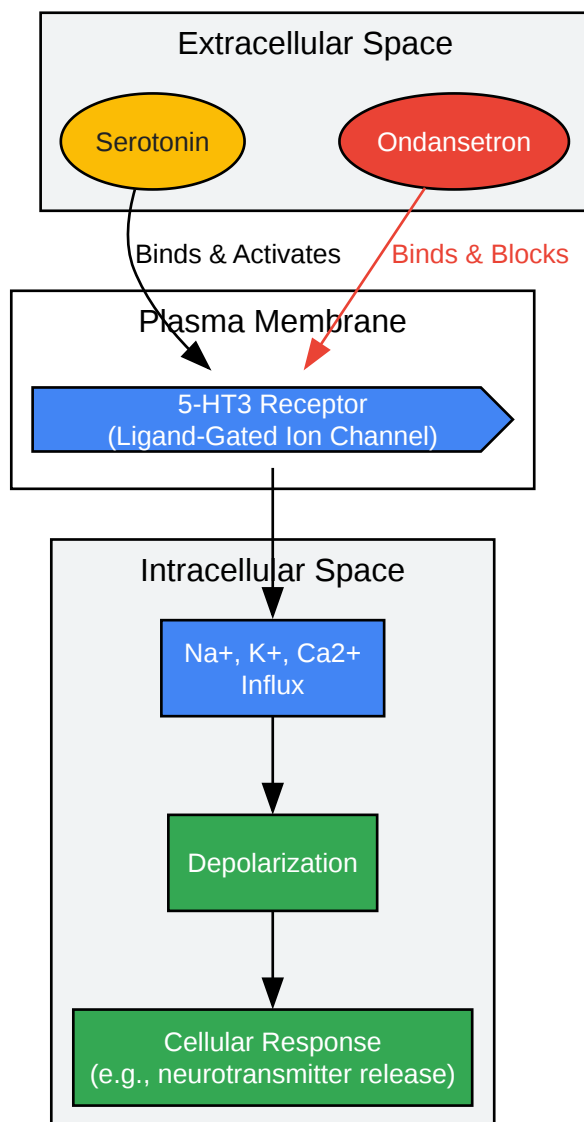 Extracellular Space
Serotonin
Ondansetron
Binds & Activates
Binds & Blocks
Plasma Membrane
5-HT3 Receptor
(Ligand-Gated Ion Channel)
Intracellular Space
Na+, K+, Ca2+
Influx
Depolarization
Cellular Response
(e.g., neurotransmitter release)